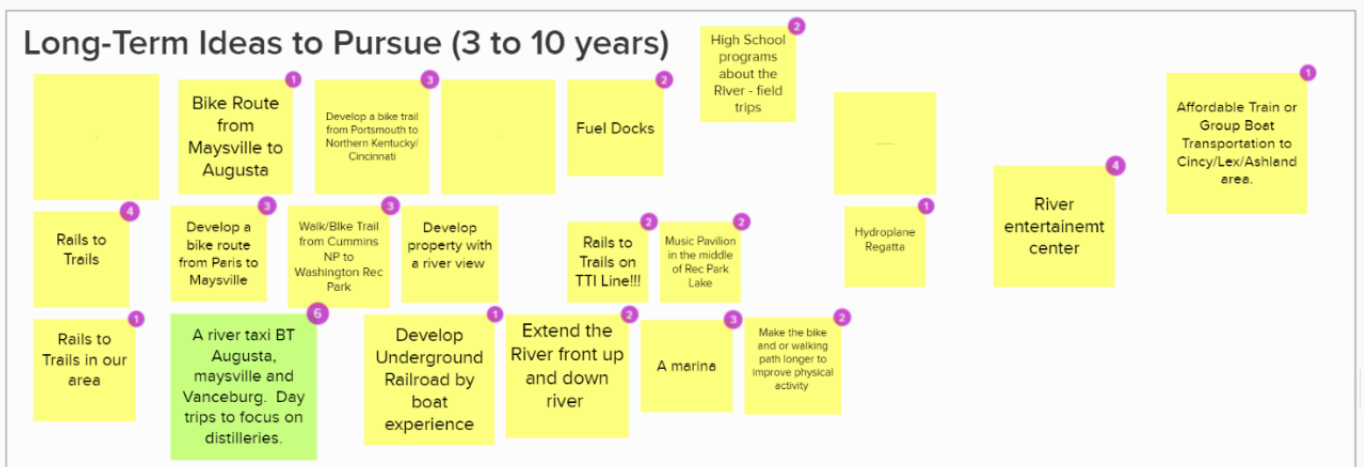 Long-Term Ideas to Pursue (3 to 10 years)
2
High School
programs
about the
River - field
trips
1
Bike Route
from
Maysville to
Augusta
3
Develop a bike trail
from Portsmouth to
Northern Kentucky/
Cincinnati
2
Fuel Docks
1
Affordable Train or
Group Boat
Transportation to
Cincy/Lex/Ashland
area.
4
River
entertainemt
center
4
Rails to
Trails
3
Develop a
bike route
from Paris to
Maysville
3
Walk/BIke Trail
from Cummins
NP to
Washington Rec
Park
Develop
property with
a river view
2
Rails to
Trails on
TTI Line!!!
2
Music Pavilion
in the middle
of Rec Park
Lake
1
Hydroplane
Regatta
1
Rails to
Trails in our
area
6
A river taxi BT
Augusta,
maysville and
Vanceburg. Day
trips to focus on
distilleries.
1
Develop
Underground
Railroad by
boat
experience
2
Extend the
River front up
and down
river
3
A marina
2
Make the bike
and or walking
path longer to
improve physical
activity